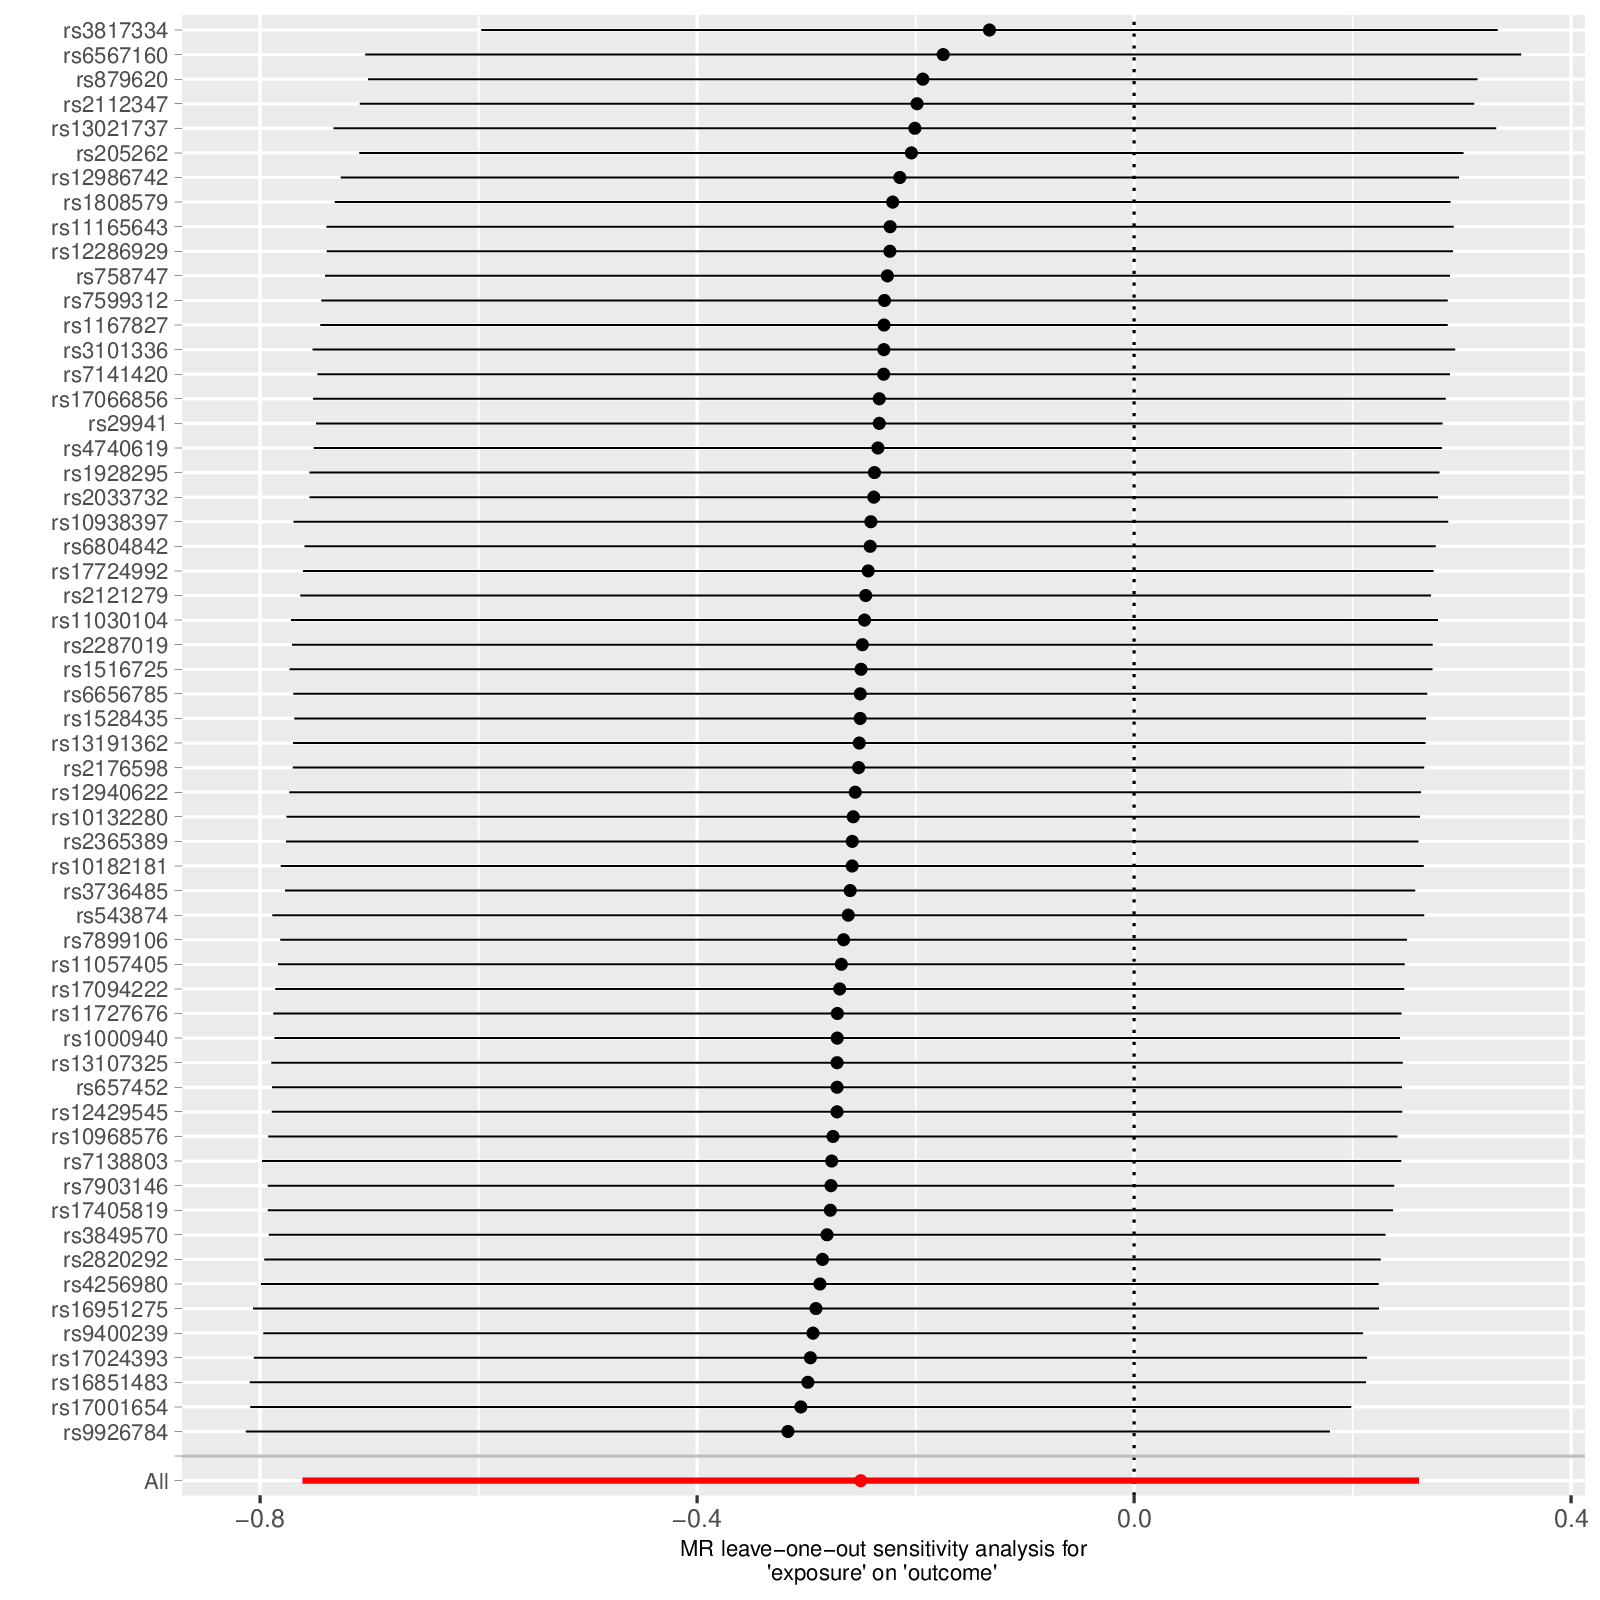 rs3817334
rs6567160
rs879620
rs2112347
rs13021737
rs205262
rs12986742
rs1808579
rs11165643
rs12286929
rs758747
rs7599312
rs1167827
rs3101336
rs7141420
rs17066856
rs29941
rs4740619
rs1928295
rs2033732
rs10938397
rs6804842
rs17724992
rs2121279
rs11030104
rs2287019
rs1516725
rs6656785
rs1528435
rs13191362
rs2176598
rs12940622
rs10132280
rs2365389
rs10182181
rs3736485
rs543874
rs7899106
rs11057405
rs17094222
rs11727676
rs1000940
rs13107325
rs657452
rs12429545
rs10968576
rs7138803
rs7903146
rs17405819
rs3849570
rs2820292
rs4256980
rs16951275
rs9400239
rs17024393
rs16851483
rs17001654
rs9926784
All
−0.8 −0.4 0.0 0.4
MR leave−one−out sensitivity analysis for
'exposure' on 'outcome'